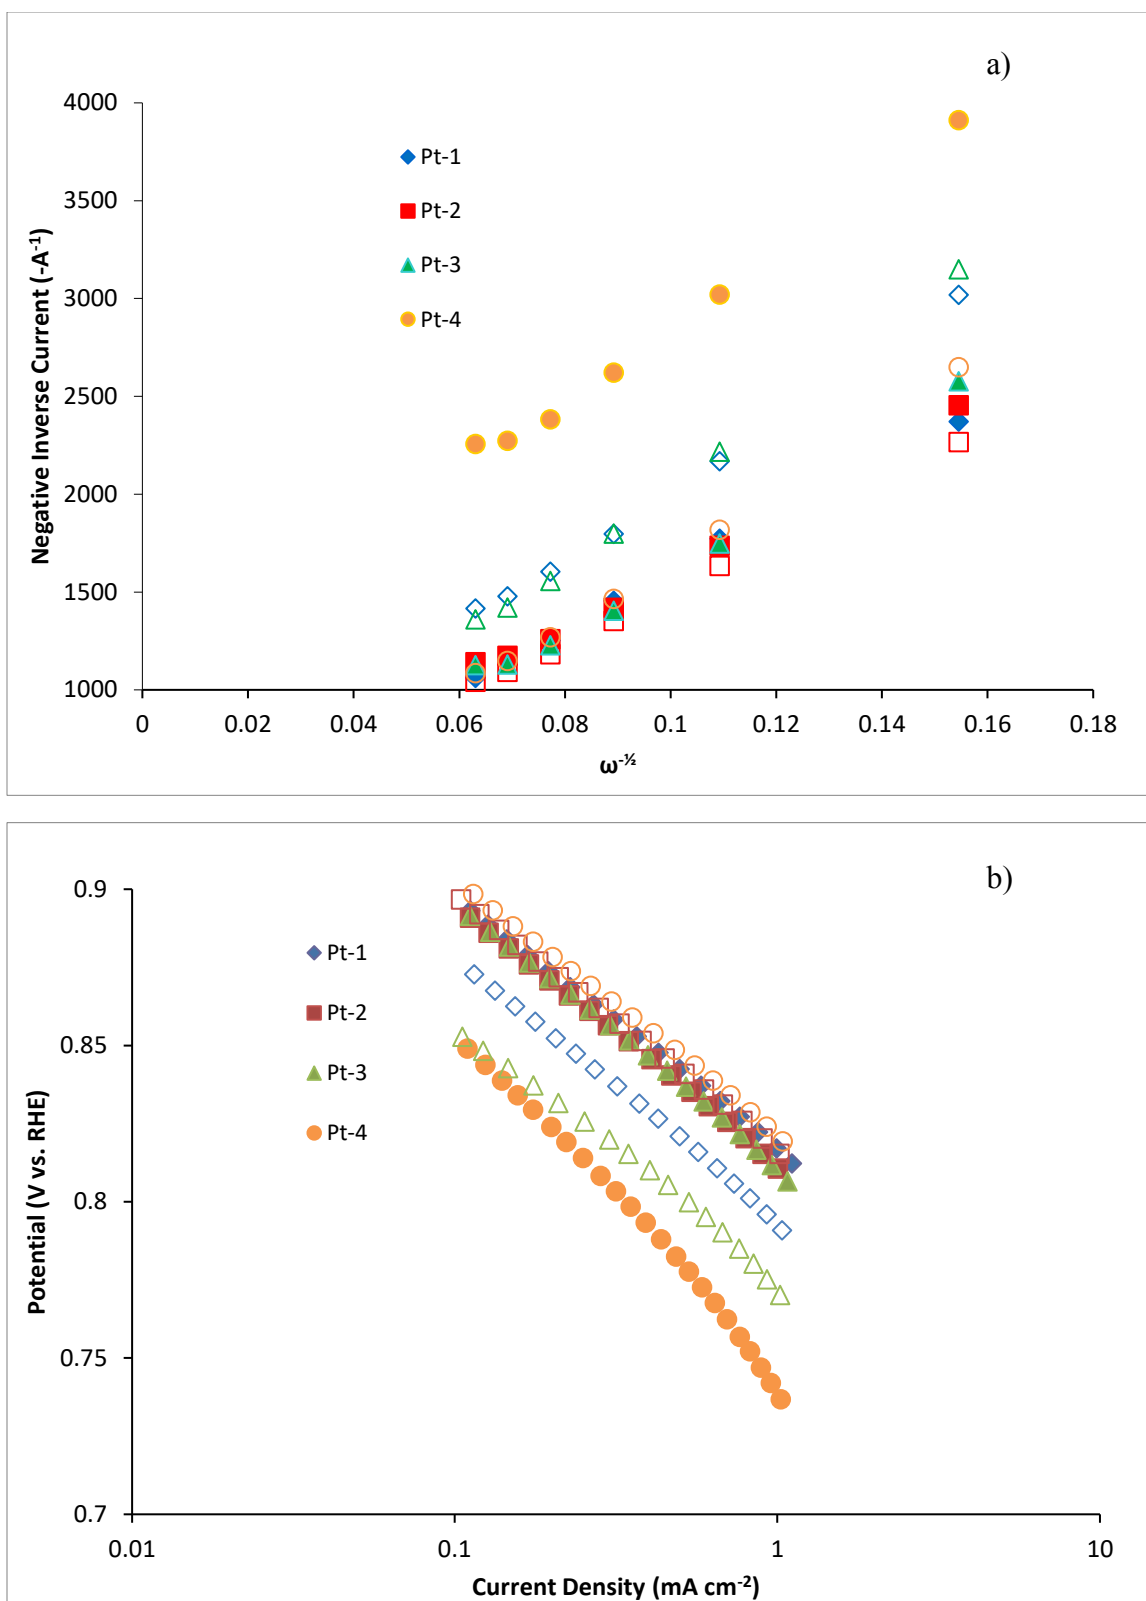 a)
4000
3500
3000
2500
2000
1500
1000
Negative Inverse Current (-A⁻¹)
Pt-1
Pt-2
Pt-3
Pt-4
0 0.02 0.04 0.06 0.08 0.1 0.12 0.14 0.16 0.18
ω⁻½
b)
0.9
0.85
0.8
0.75
0.7
Potential (V vs. RHE)
Pt-1
Pt-2
Pt-3
Pt-4
0.01 0.1 1 10
Current Density (mA cm⁻²)